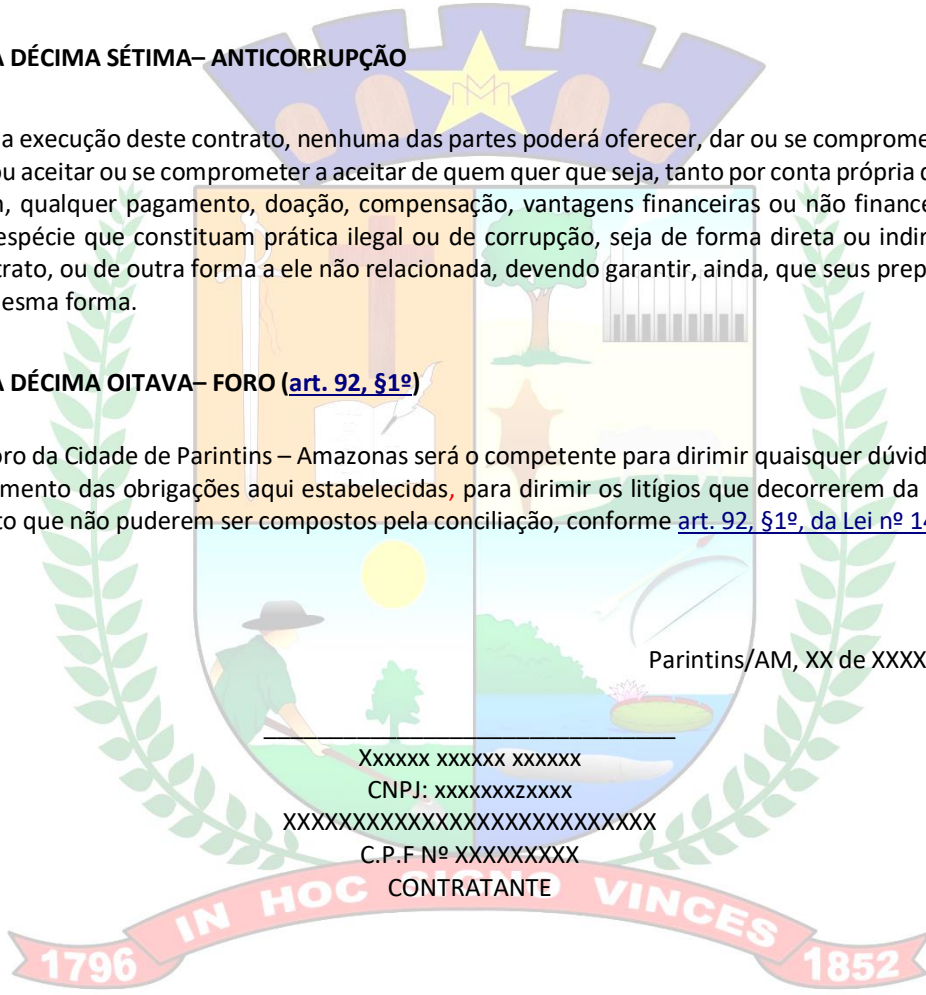 A DÉCIMA SÉTIMA– ANTICORRUPÇÃO
a execução deste contrato, nenhuma das partes poderá oferecer, dar ou se comprome
ou aceitar ou se comprometer a aceitar de quem quer que seja, tanto por conta própria
qualquer pagamento, doação, compensação, vantagens financeiras ou não finance
espécie que constituam prática ilegal ou de corrupção, seja de forma direta ou indir
trato, ou de outra forma a ele não relacionada, devendo garantir, ainda, que seus prep
esma forma.
A DÉCIMA OITAVA– FORO (art. 92, §1º)
oro da Cidade de Parintins – Amazonas será o competente para dirimir quaisquer dúvid
mento das obrigações aqui estabelecidas, para dirimir os litígios que decorrerem da
to que não puderem ser compostos pela conciliação, conforme art. 92, §1º, da Lei nº 14
Parintins/AM, XX de XXXX
Xxxxxx xxxxxx xxxxxx
CNPJ: xxxxxxxzxxxx
XXXXXXXXXXXXXXXXXXXXXXXXXX
C.P.F Nº XXXXXXXXX
CONTRATANTE
IN HOC SIGNO VINCES
1796
1852